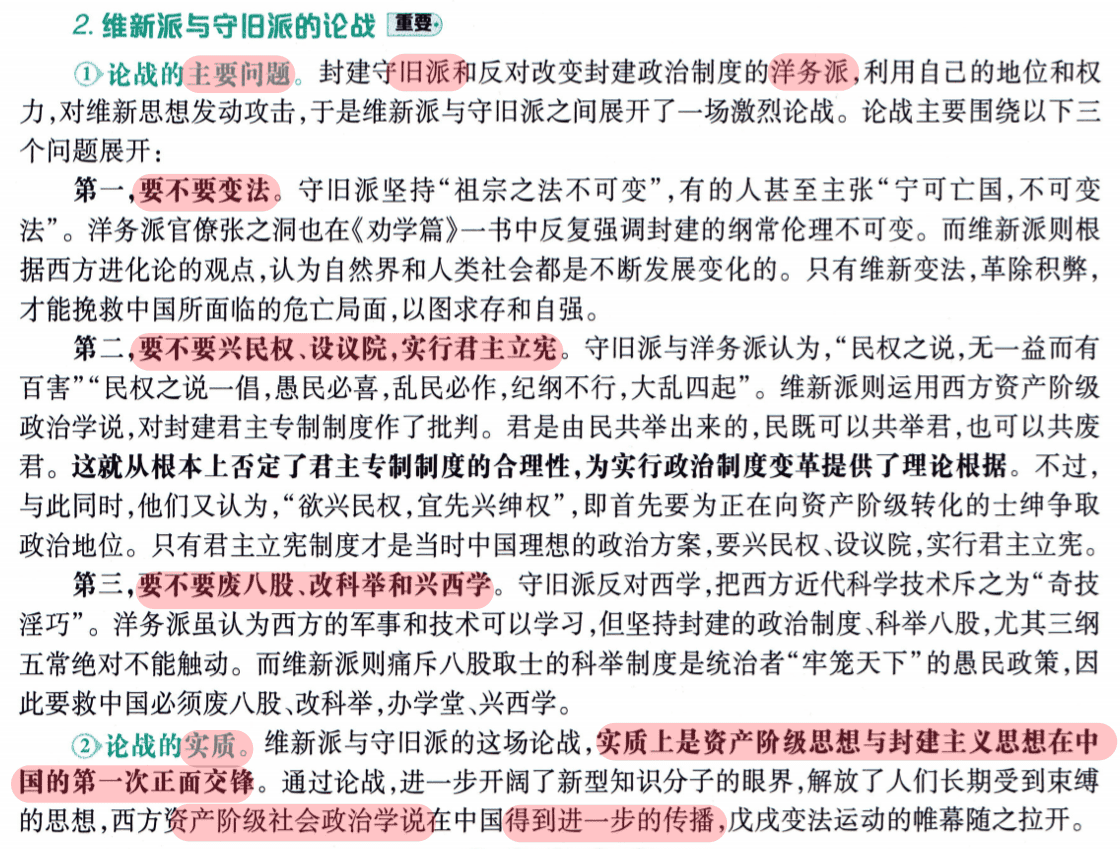 2. 维新派与守旧派的论战 重要
①论战的主要问题。封建守旧派和反对改变封建政治制度的洋务派,利用自己的地位和权
力,对维新思想发动攻击,于是维新派与守旧派之间展开了一场激烈论战。论战主要围绕以下三
个问题展开:
第一,要不要变法。守旧派坚持“祖宗之法不可变”,有的人甚至主张“宁可亡国,不可变
法”。洋务派官僚张之洞也在《劝学篇》一书中反复强调封建的纲常伦理不可变。而维新派则根
据西方进化论的观点,认为自然界和人类社会都是不断发展变化的。只有维新变法,革除积弊,
才能挽救中国所面临的危亡局面,以图求存和自强。
第二,要不要兴民权、设议院,实行君主立宪。守旧派与洋务派认为,“民权之说,无一益而有
百害”“民权之说一倡,愚民必喜,乱民必作,纪纲不行,大乱四起”。维新派则运用西方资产阶级
政治学说,对封建君主专制制度作了批判。君是由民共举出来的,民既可以共举君,也可以共废
君。这就从根本上否定了君主专制制度的合理性,为实行政治制度变革提供了理论根据。不过,
与此同时,他们又认为,“欲兴民权,宜先兴绅权”,即首先要为正在向资产阶级转化的士绅争取
政治地位。只有君主立宪制度才是当时中国理想的政治方案,要兴民权、设议院,实行君主立宪。
第三,要不要废八股、改科举和兴西学。守旧派反对西学,把西方近代科学技术斥之为“奇技
淫巧”。洋务派虽认为西方的军事和技术可以学习,但坚持封建的政治制度、科举八股,尤其三纲
五常绝对不能触动。而维新派则痛斥八股取士的科举制度是统治者“牢笼天下”的愚民政策,因
此要救中国必须废八股、改科举,办学堂、兴西学。
②论战的实质。维新派与守旧派的这场论战,实质上是资产阶级思想与封建主义思想在中
国的第一次正面交锋。通过论战,进一步开阔了新型知识分子的眼界,解放了人们长期受到束缚
的思想,西方资产阶级社会政治学说在中国得到进一步的传播,戊戌变法运动的帷幕随之拉开。